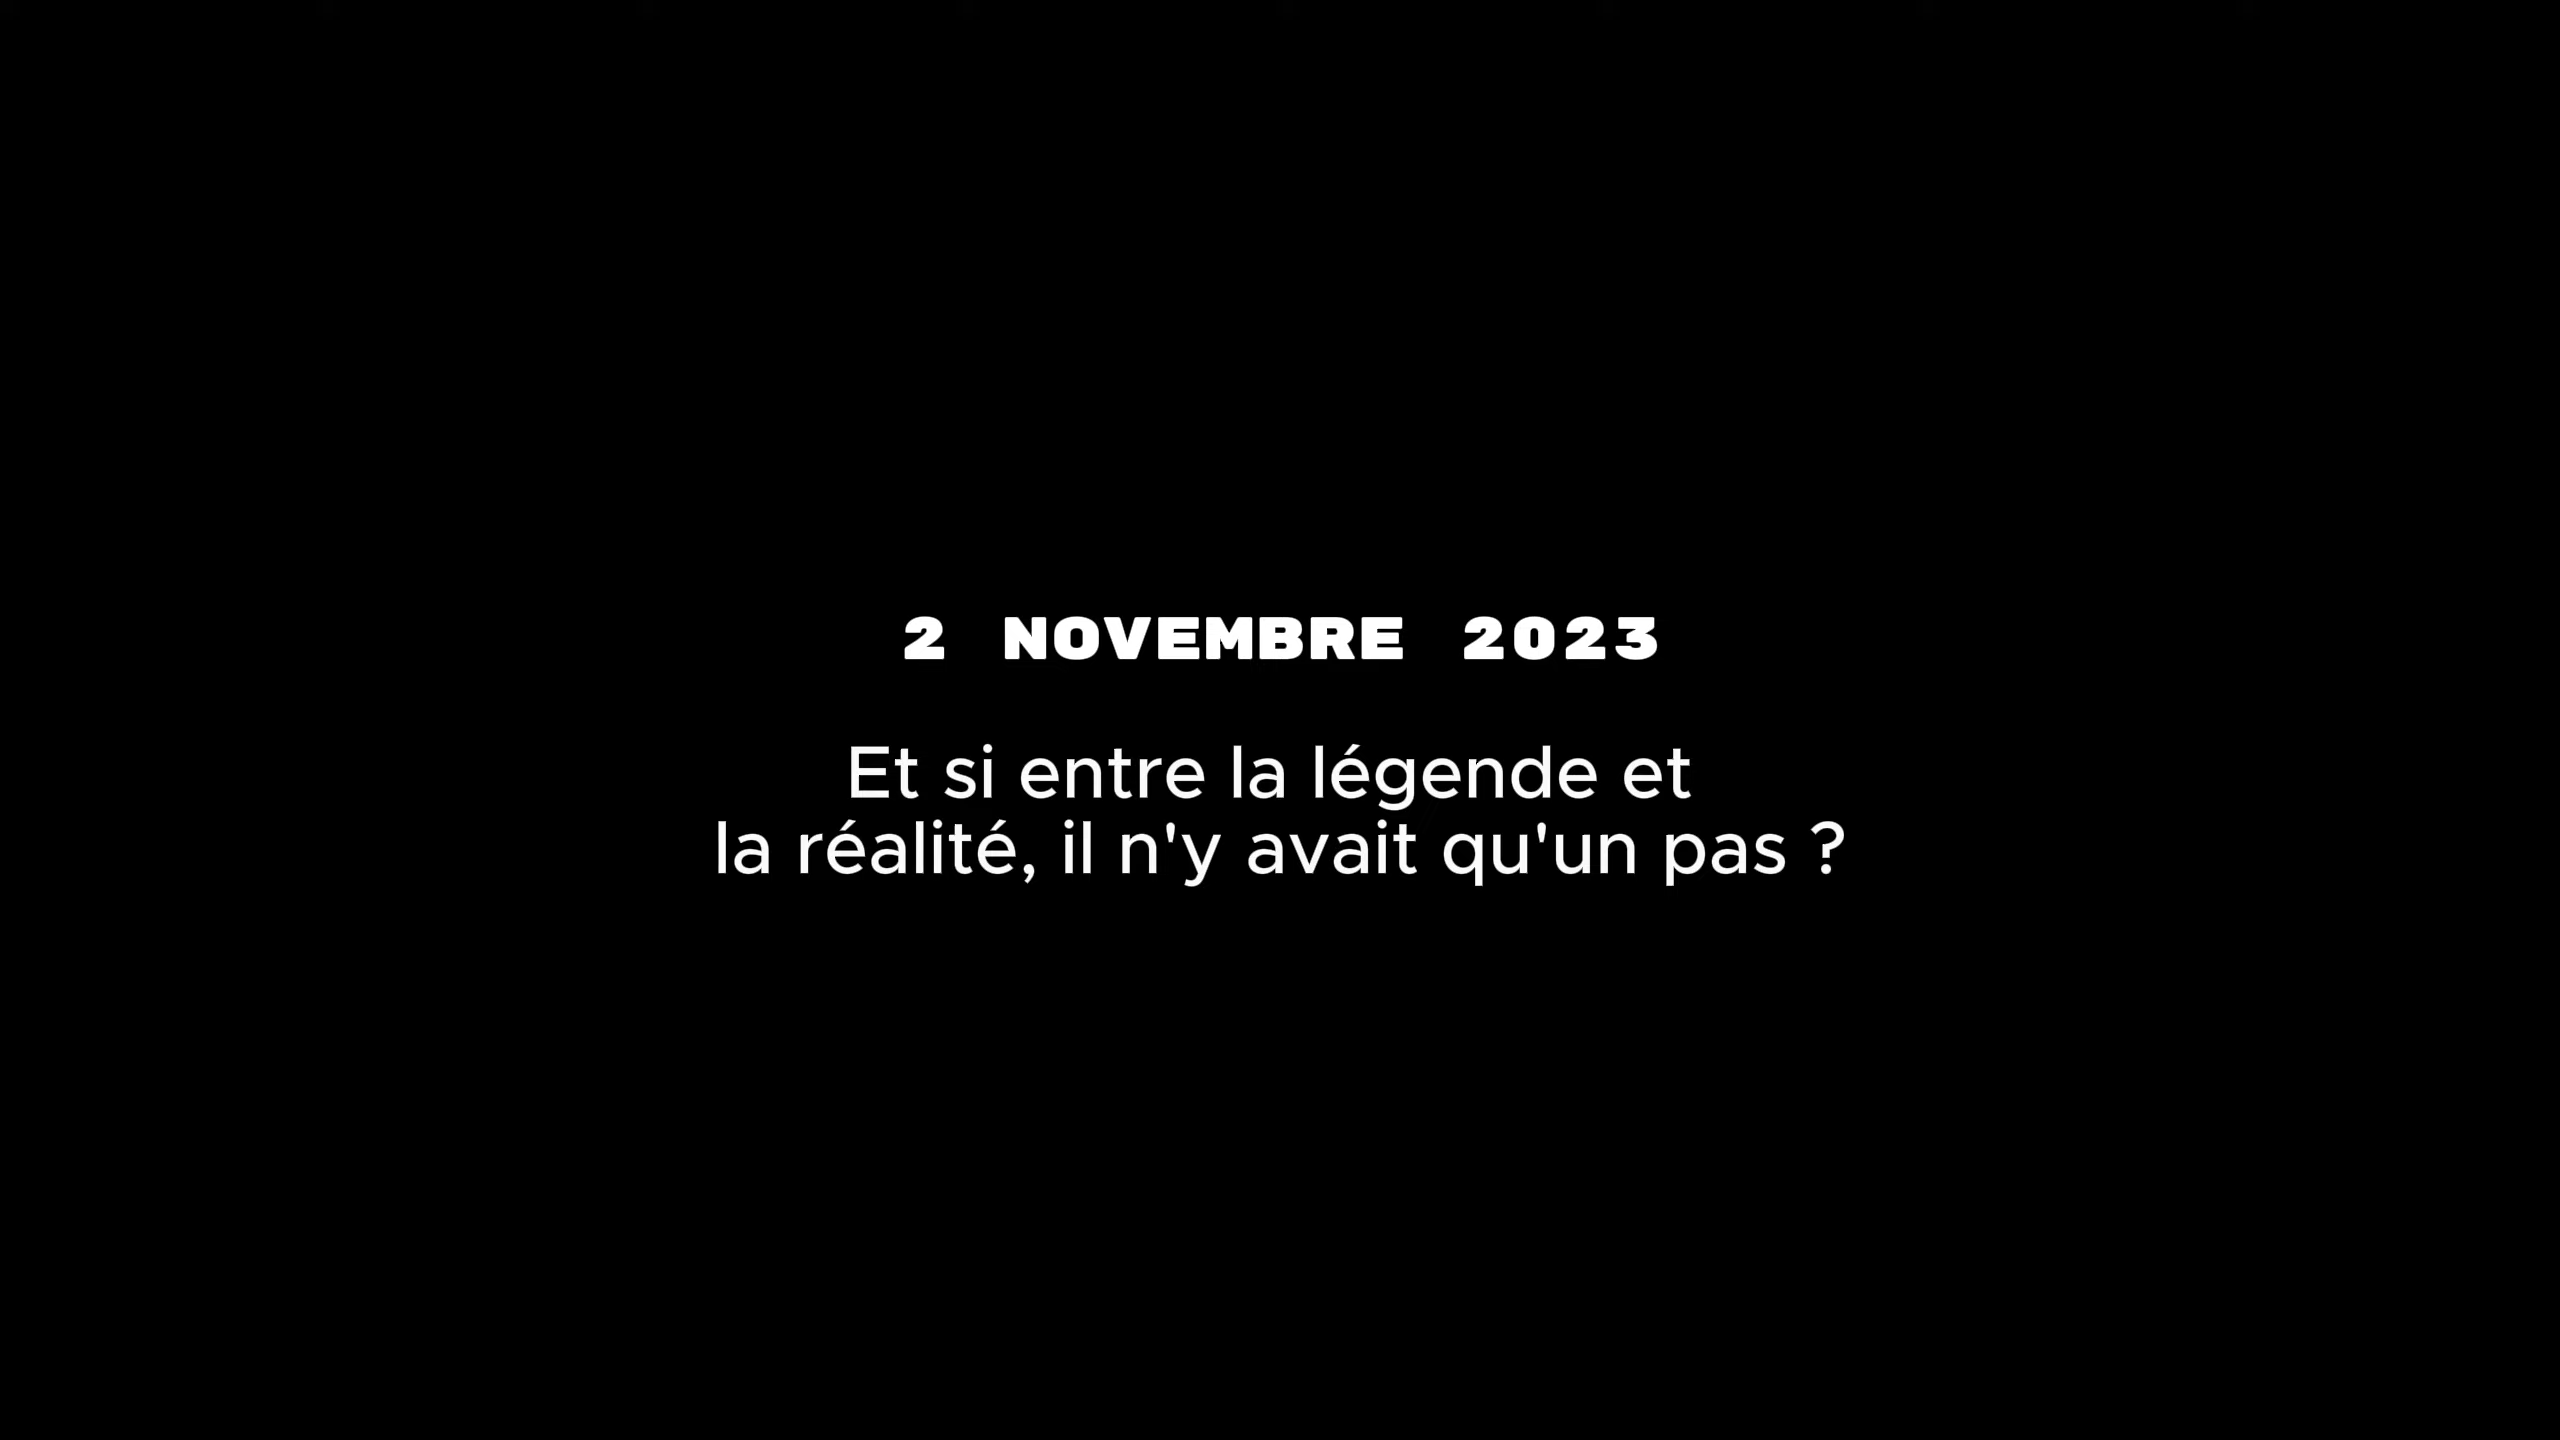 2 NOVEMBRE 2023
Et si entre la légende et
la réalité, il n'y avait qu'un pas ?